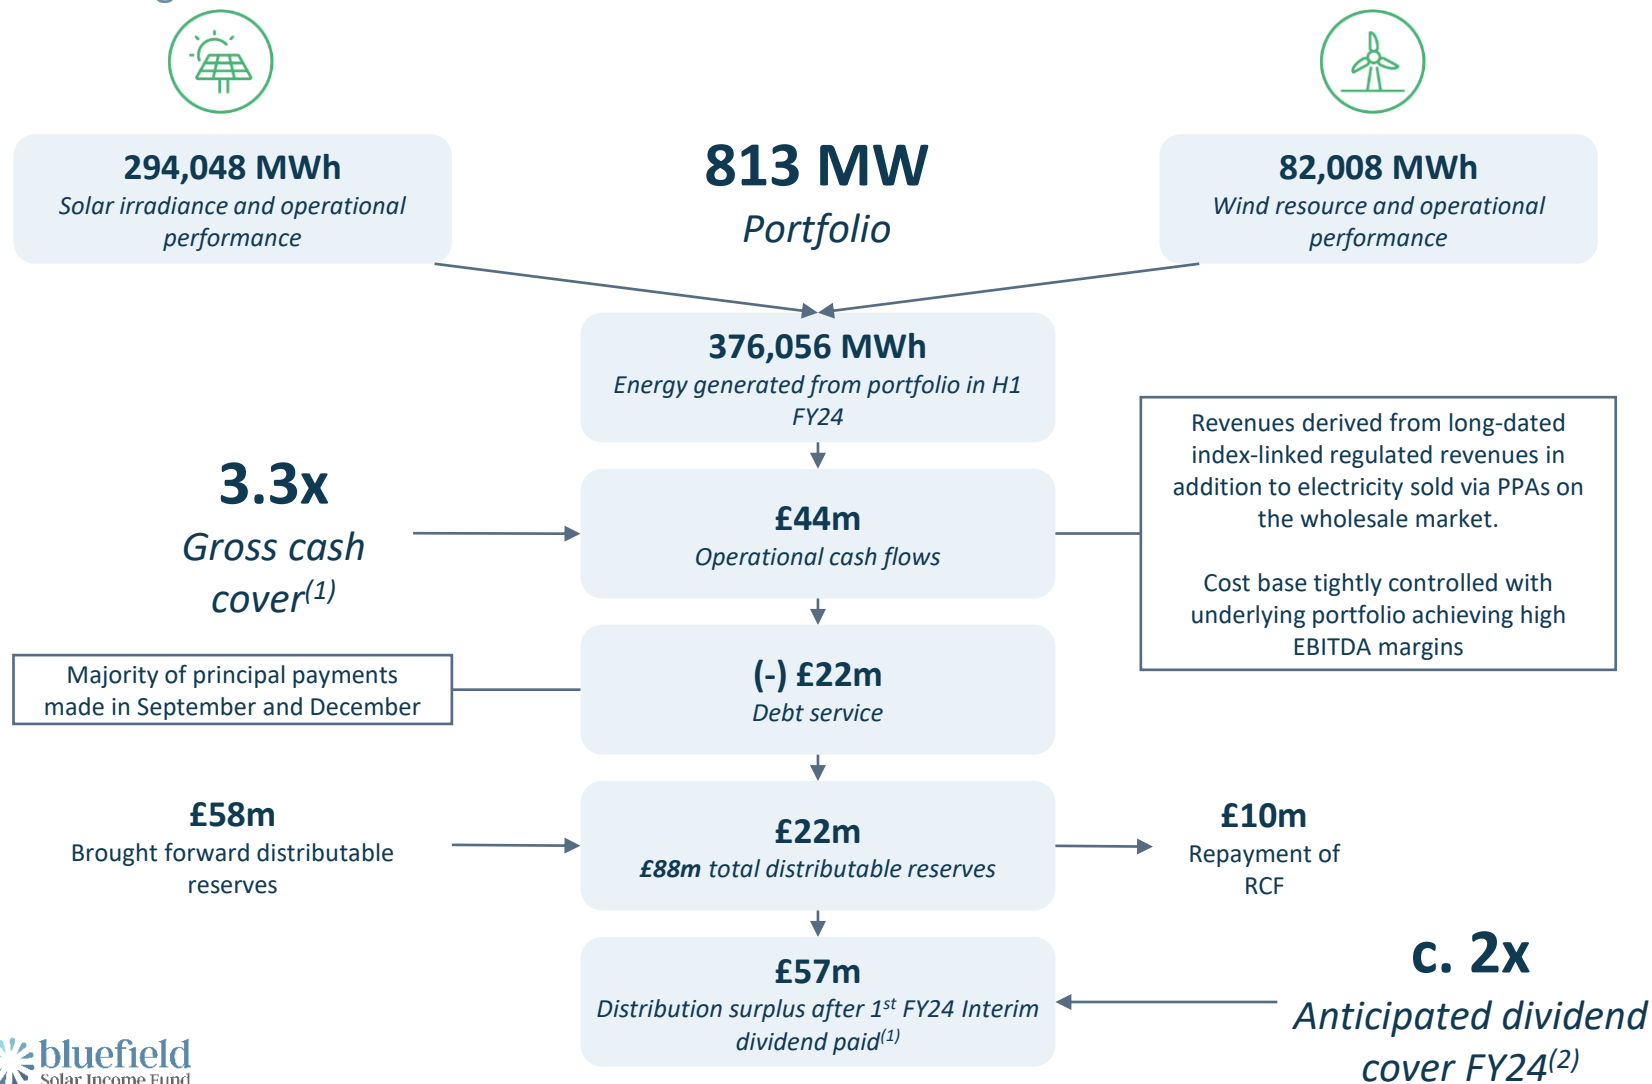 294,048 MWh
Solar irradiance and operational
performance
813 MW
Portfolio
82,008 MWh
Wind resource and operational
performance
376,056 MWh
Energy generated from portfolio in H1
FY24
3.3x
Gross cash
cover(1)
£44m
Operational cash flows
Revenues derived from long-dated
index-linked regulated revenues in
addition to electricity sold via PPAs on
the wholesale market.
Cost base tightly controlled with
underlying portfolio achieving high
EBITDA margins
Majority of principal payments
made in September and December
(-) £22m
Debt service
£58m
Brought forward distributable
reserves
£22m
£88m total distributable reserves
£10m
Repayment of
RCF
£57m
Distribution surplus after 1st FY24 Interim
dividend paid(1)
c. 2x
Anticipated dividend
cover FY24(2)
bluefield
Solar Income Fund